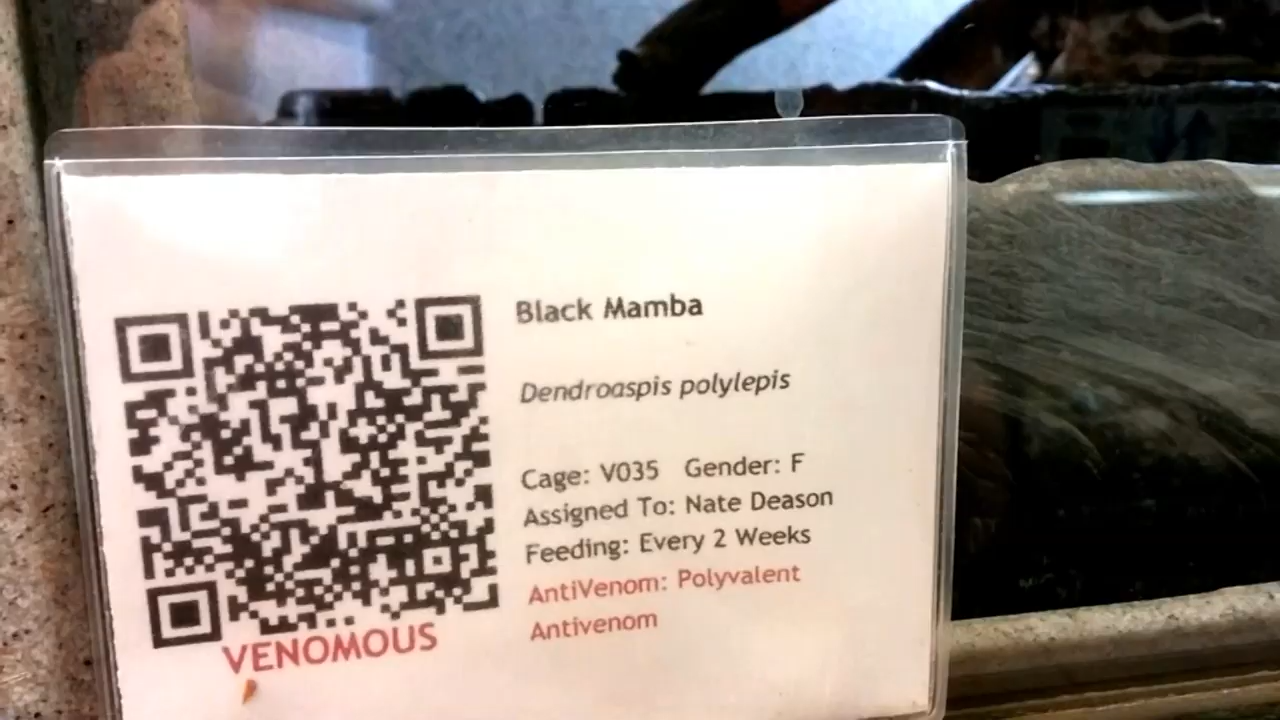 Black Mamba
Dendroaspis polylepis
Cage: V035 Gender: F
Assigned To: Nate Deason
Feeding: Every 2 Weeks
AntiVenom: Polyvalent
Antivenom
VENOMOUS